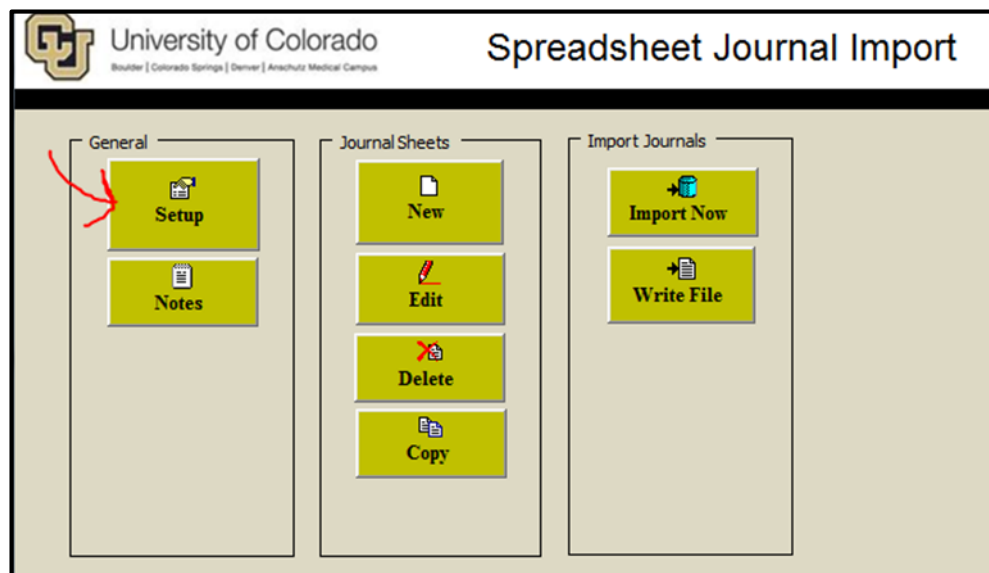 University of Colorado
Boulder | Colorado Springs | Denver | Anschutz Medical Campus
Spreadsheet Journal Import
General
Setup
Notes
Journal Sheets
New
Edit
Delete
Copy
Import Journals
Import Now
Write File